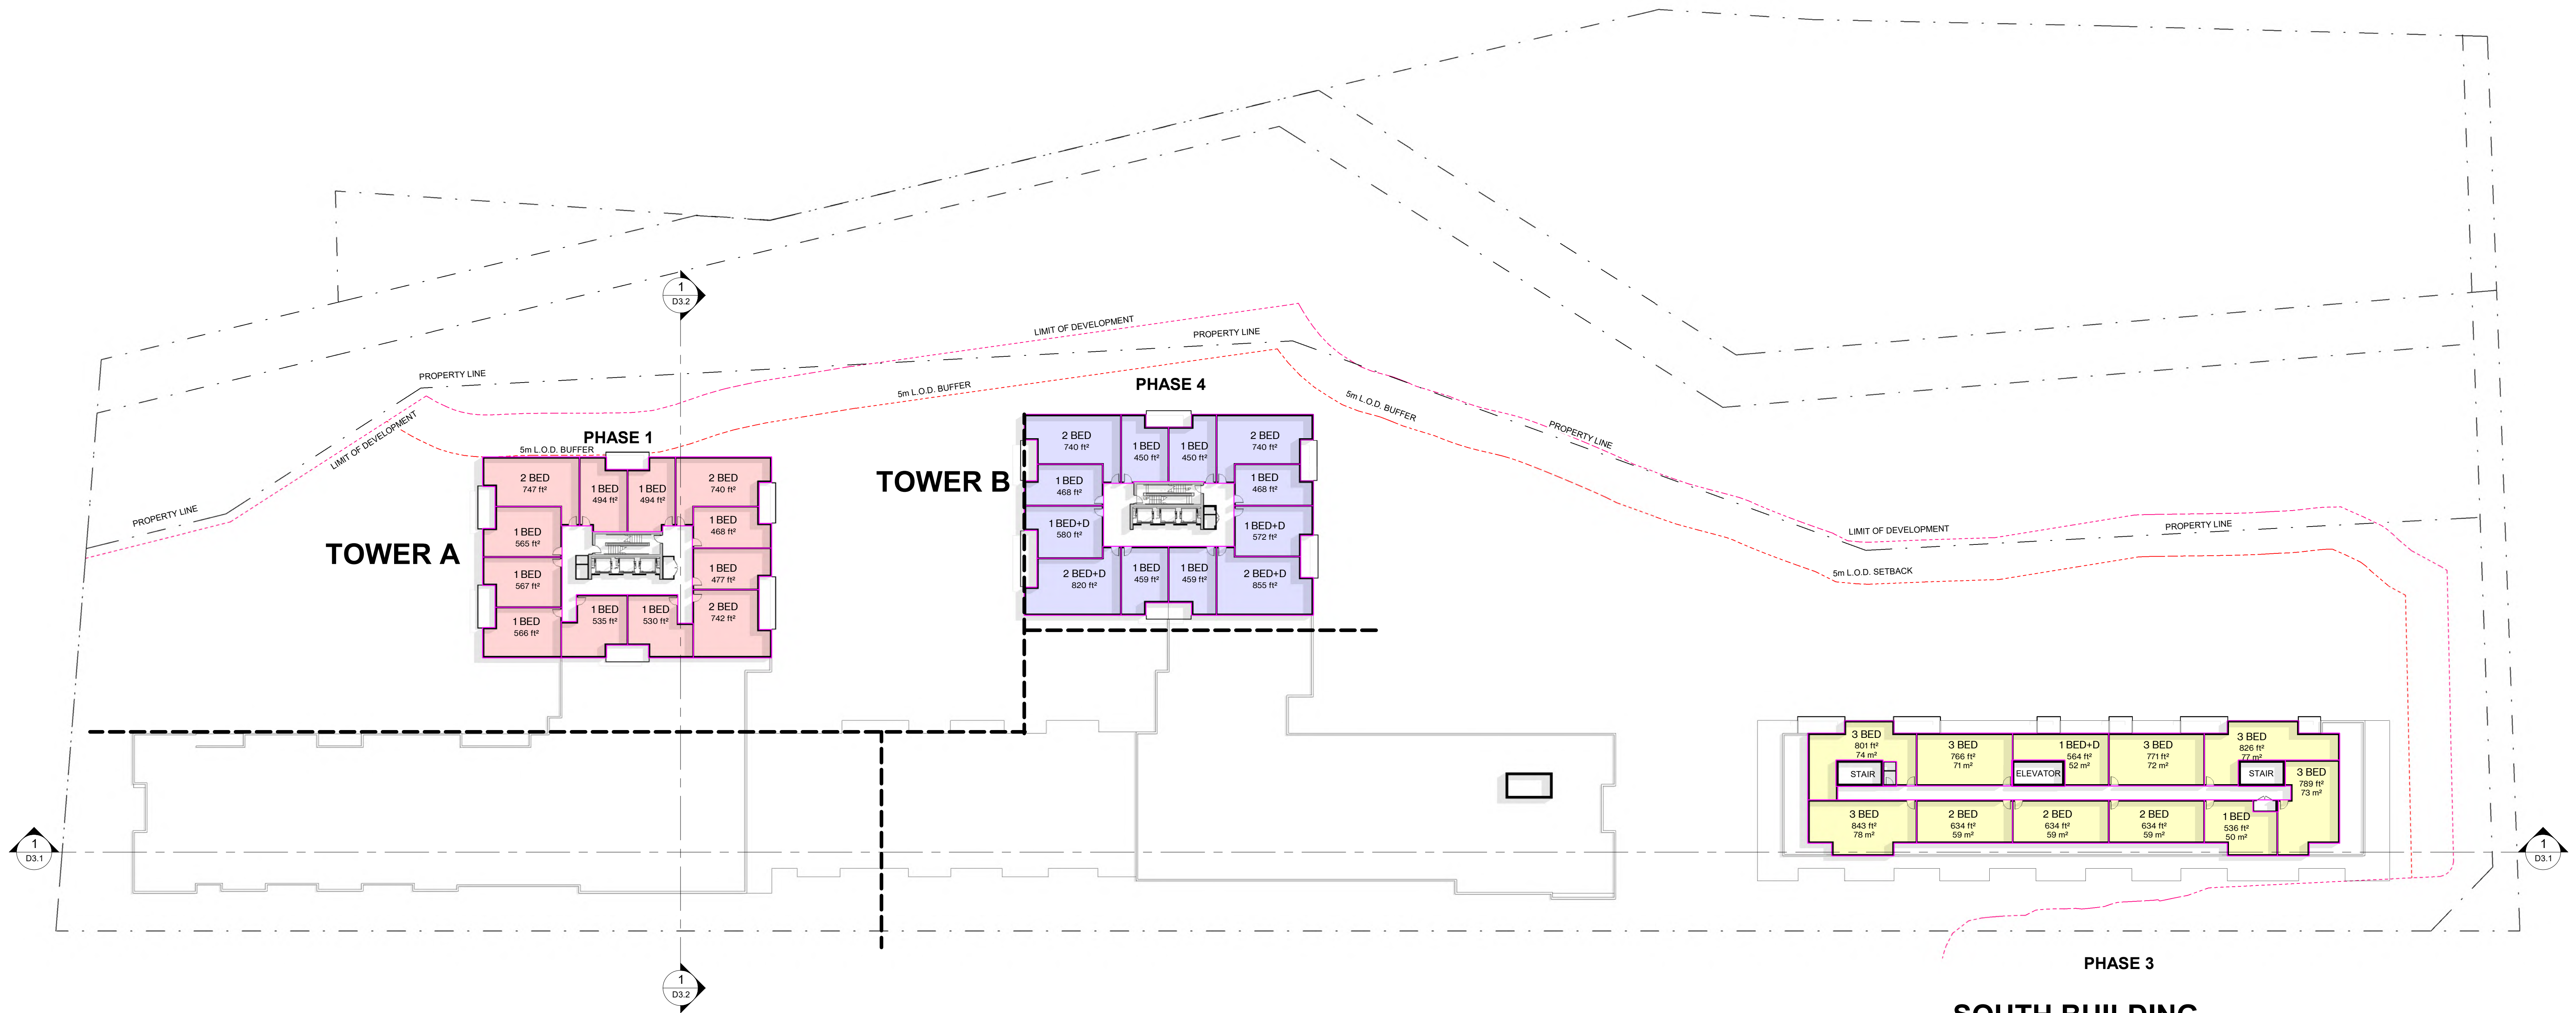 1
D3.2
LIMIT OF DEVELOPMENT
PROPERTY LINE
PROPERTY LINE
5m L.O.D. BUFFER
PHASE 4
5m L.O.D. BUFFER
LIMIT OF DEVELOPMENT
PROPERTY LINE
PHASE 1
5m L.O.D. BUFFER
PROPERTY LINE
LIMIT OF DEVELOPMENT
PROPERTY LINE
5m L.O.D. SETBACK
TOWER A
2 BED
747 ft²
1 BED
494 ft²
1 BED
494 ft²
2 BED
740 ft²
1 BED
565 ft²
1 BED
468 ft²
1 BED
567 ft²
1 BED
477 ft²
1 BED
566 ft²
1 BED
535 ft²
1 BED
530 ft²
2 BED
742 ft²
TOWER B
2 BED
740 ft²
1 BED
450 ft²
1 BED
450 ft²
2 BED
740 ft²
1 BED
468 ft²
1 BED
468 ft²
1 BED+D
580 ft²
1 BED+D
572 ft²
2 BED+D
820 ft²
1 BED
459 ft²
1 BED
459 ft²
2 BED+D
855 ft²
3 BED
801 ft²
74 m²
STAIR
3 BED
766 ft²
71 m²
1 BED+D
564 ft²
52 m²
ELEVATOR
3 BED
771 ft²
72 m²
3 BED
826 ft²
77 m²
STAIR
3 BED
789 ft²
73 m²
3 BED
843 ft²
78 m²
2 BED
634 ft²
59 m²
2 BED
634 ft²
59 m²
2 BED
634 ft²
59 m²
1 BED
536 ft²
50 m²
1
D3.1
1
D3.1
1
D3.2
PHASE 3
SOUTH BUILDING